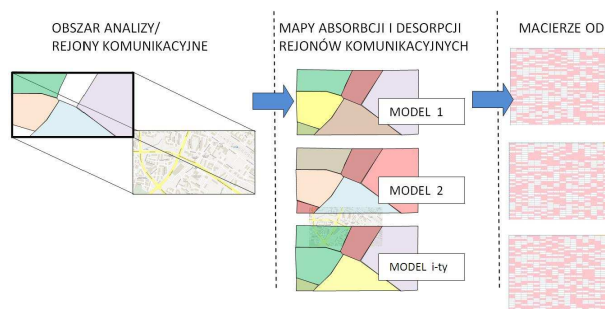 OBSZAR ANALIZY/
REJONY KOMUNIKACYJNE
MAPY ABSORBCJI I DESORPCJI
REJONÓW KOMUNIKACYJNYCH
MACIERZE OD
MODEL 1
MODEL 2
MODEL i-ty